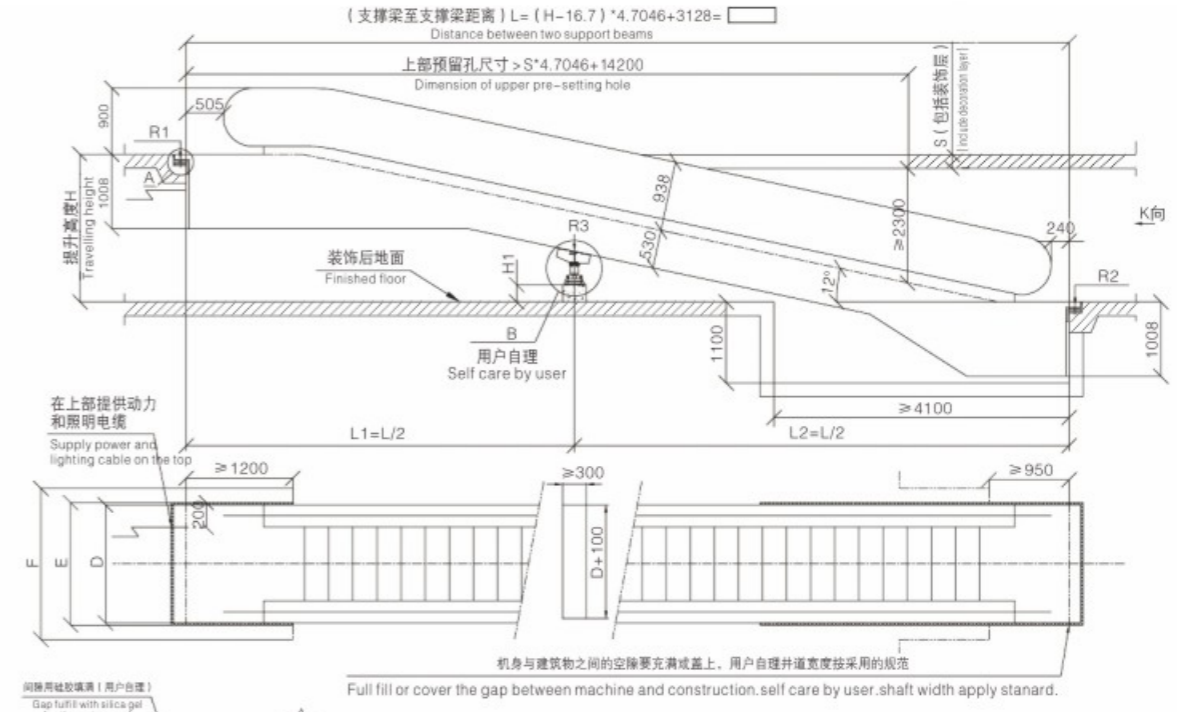 （支撑梁至支撑梁距离）L=（H-16.7）*4.7046+3128=
Distance between two support beams
上部预留孔尺寸>S*4.7046+14200
Dimension of upper pre-setting hole
S（包括装饰层）
(include decoration layer)
900
505
R1
A
1008
提升高度H
Travelling height
938
530
R3
H1
≥2300
K向
240
R2
12°
装饰后地面
Finished floor
B
用户自理
Self care by user
1100
1008
≥4100
在上部提供动力
和照明电缆
Supply power and
lighting cable on the top
L1=L/2
L2=L/2
≥1200
≥300
≥950
200
F
E
D
D+100
机身与建筑物之间的空隙要充满或盖上、用户自理井道宽度按采用的规范
Full fill or cover the gap between machine and construction.self care by user.shaft width apply stanard.
间隙用硅胶填满（用户自理）
Gap fulfill with silica gel